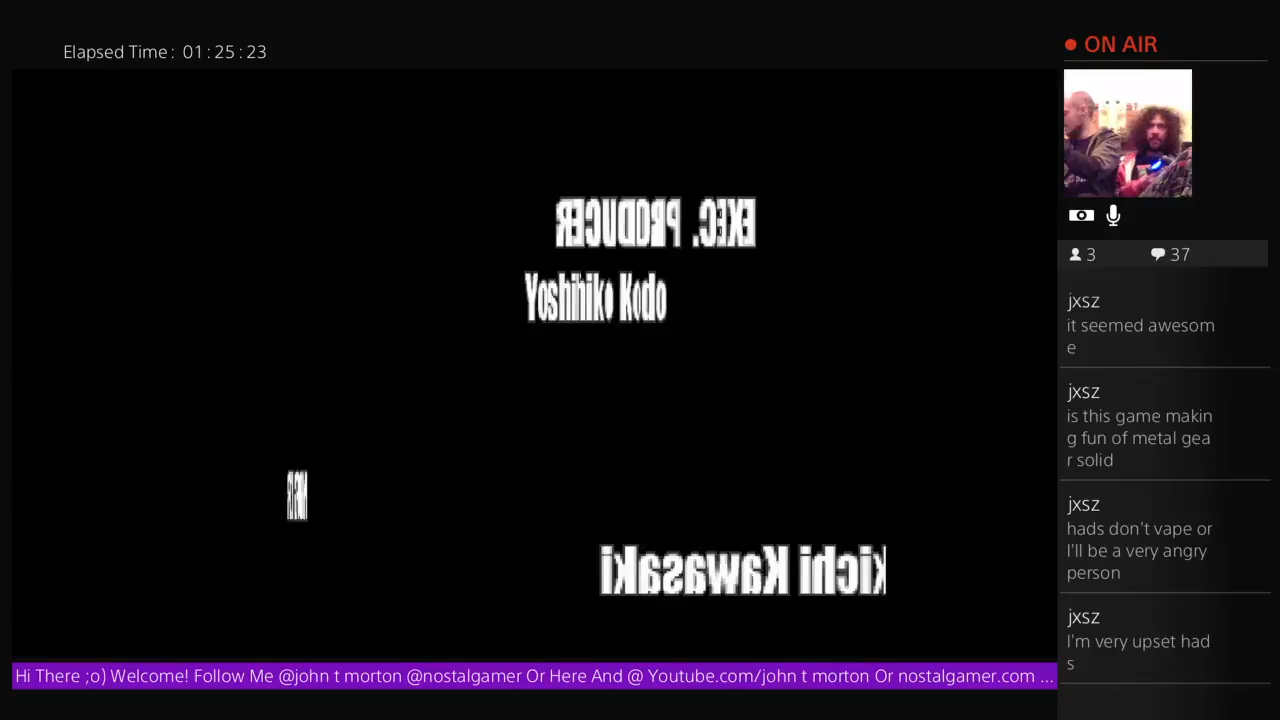 Elapsed Time: 01:25:23
ON AIR
EXEC. PRODUCER
Yoshihiko Kodo
kichi Kawasaki
3
37
jxsz
it seemed awesom
e
jxsz
is this game makin
g fun of metal gea
r solid
jxsz
hads don't vape or
I'll be a very angry
person
jxsz
I'm very upset had
s
Hi There ;o) Welcome! Follow Me @john t morton @nostalgamer Or Here And @ Youtube.com/john t morton Or nostalgamer.com ...